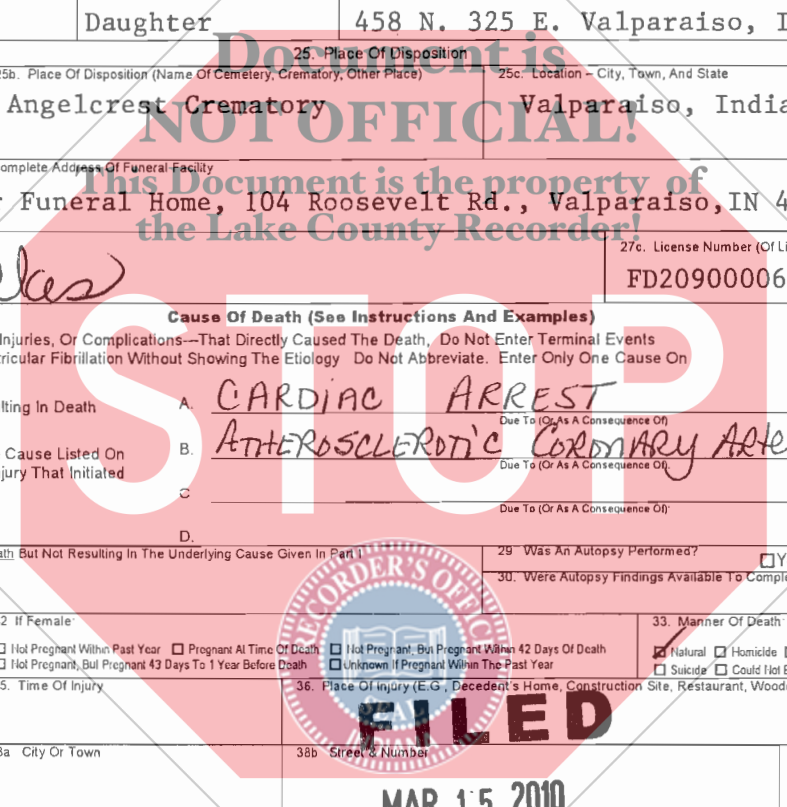 Daughter 458 N. 325 E. Valparaiso, I
Document is
25. Place Of Disposition
25b. Place Of Disposition (Name Of Cemetery, Crematory, Other Place) 25c. Location – City, Town, And State
Angelcrest Crematory Valparaiso, India
NOT OFFICIAL!
omplete Address Of Funeral Facility
This Document is the property of
Funeral Home, 104 Roosevelt Rd., Valparaiso, IN 4
the Lake County Recorder!
27c. License Number (Of Li
FD20900006
STOP
Cause Of Death (See Instructions And Examples)
Injuries, Or Complications---That Directly Caused The Death, Do Not Enter Terminal Events
tricular Fibrillation Without Showing The Etiology Do Not Abbreviate. Enter Only One Cause On
lting In Death A. CARDIAC ARREST
Due To (Or As A Consequence Of)
Cause Listed On B. ATHEROSCLEROTIC CORONARY ARTE
jury That Initiated Due To (Or As A Consequence Of).
C
Due To (Or As A Consequence Of)
D.
ath But Not Resulting In The Underlying Cause Given In Part I 29 Was An Autopsy Performed? Y
30. Were Autopsy Findings Available To Comple
RECORDER'S OFFICE
2 If Female 33. Manner Of Death
Not Pregnant Within Past Year Pregnant At Time Of Death Not Pregnant, But Pregnant Within 42 Days Of Death Natural Homicide
Not Pregnant, But Pregnant 43 Days To 1 Year Before Death Unknown If Pregnant Within The Past Year Suicide Could Not B
5. Time Of Injury 36. Place Of Injury (E.G., Decedent's Home, Construction Site, Restaurant, Wood
SEAL
INDIANA
FILED
8a City Or Town 38b Street & Number
MAR 15 2010